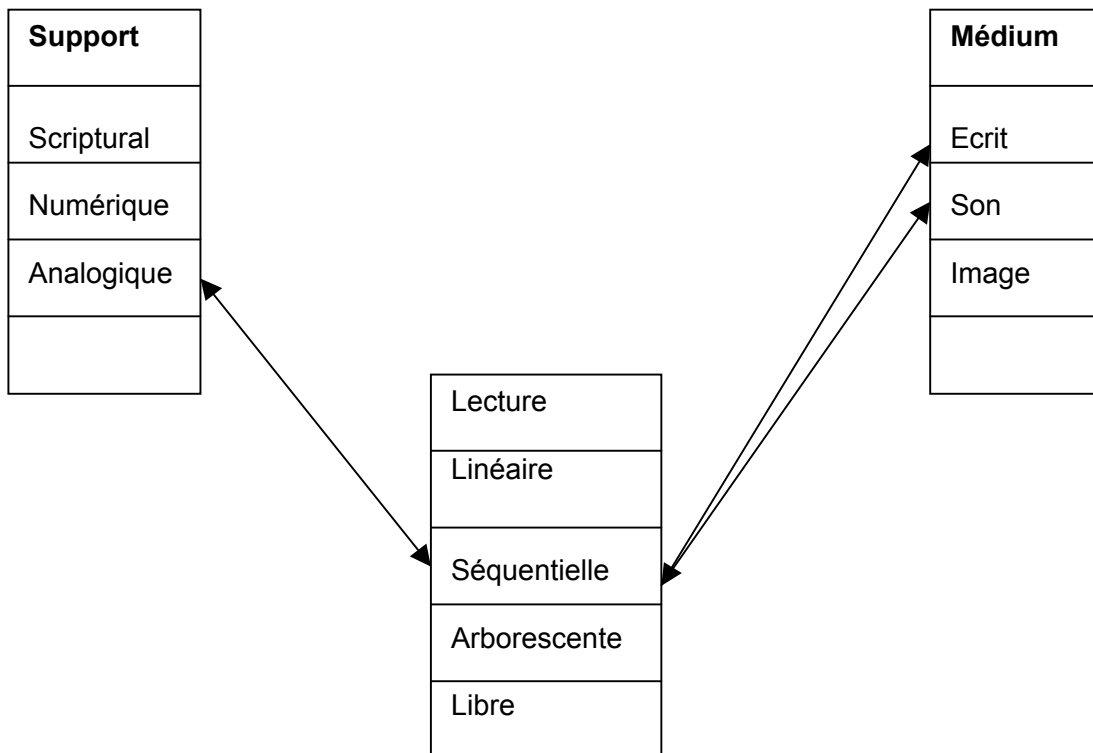 Support
Scriptural
Numérique
Analogique
Médium
Ecrit
Son
Image
Lecture
Linéaire
Séquentielle
Arborescente
Libre